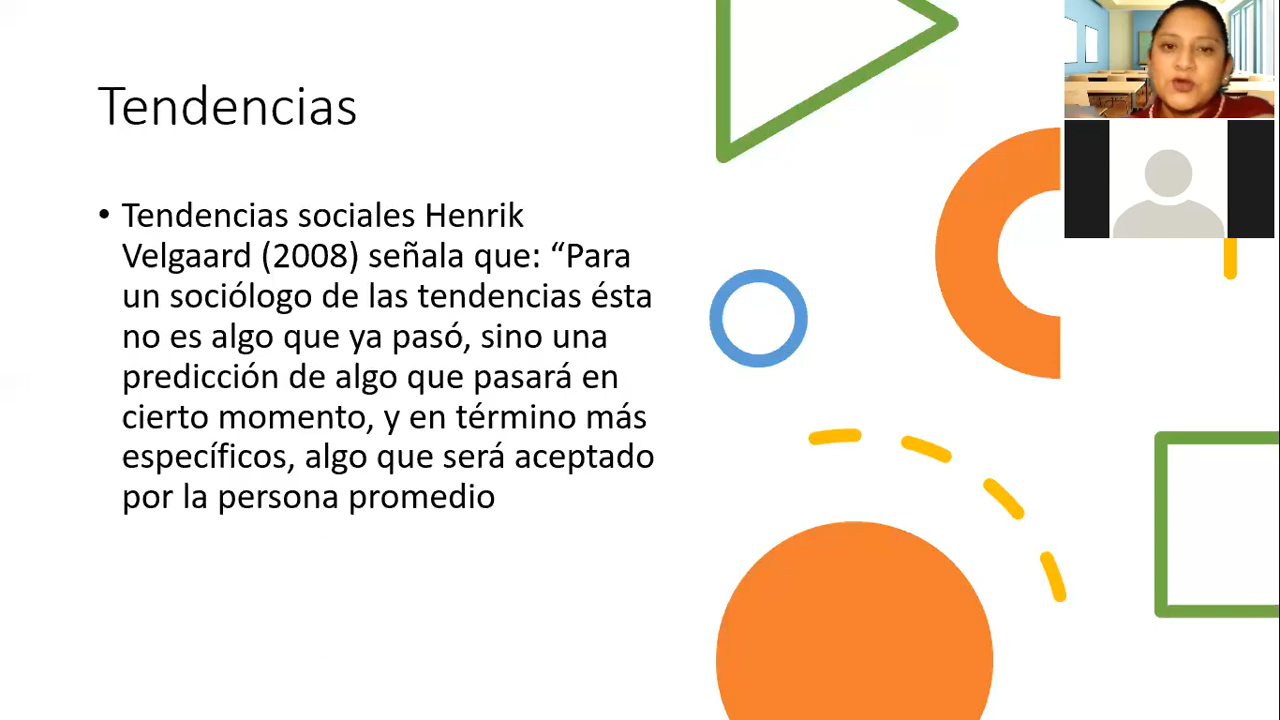 Tendencias
• Tendencias sociales Henrik
Velgaard (2008) señala que: “Para
un sociólogo de las tendencias ésta
no es algo que ya pasó, sino una
predicción de algo que pasará en
cierto momento, y en término más
específicos, algo que será aceptado
por la persona promedio